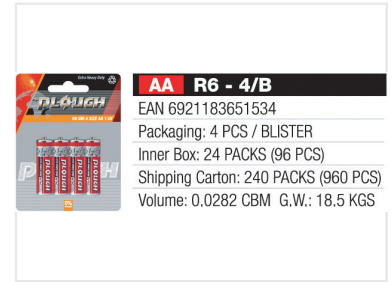 Extra Heavy Duty
PLOUGH
AA R6 - 4/B
EAN 6921183651534
Packaging: 4 PCS / BLISTER
Inner Box: 24 PACKS (96 PCS)
Shipping Carton: 240 PACKS (960 PCS)
Volume: 0.0282 CBM G.W.: 18.5 KGS